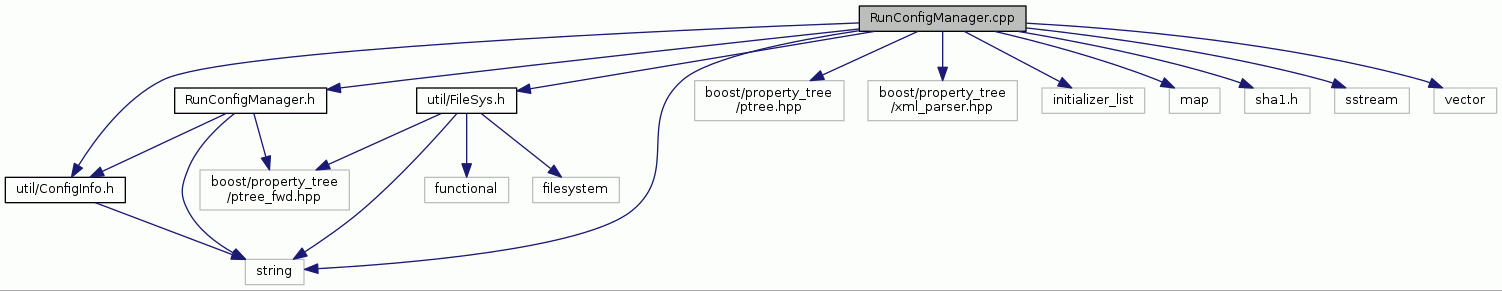 RunConfigManager.cpp
RunConfigManager.h
util/FileSys.h
boost/property_tree
/ptree.hpp
boost/property_tree
/xml_parser.hpp
initializer_list
map
sha1.h
sstream
vector
util/ConfigInfo.h
boost/property_tree
/ptree_fwd.hpp
functional
filesystem
string